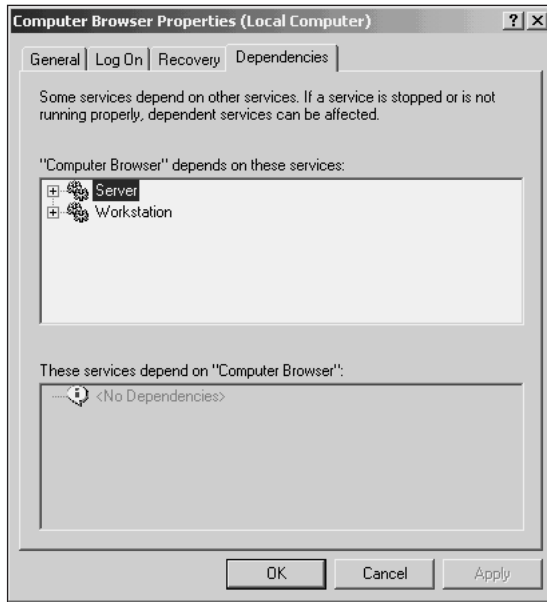 Computer Browser Properties (Local Computer)
General
Log On
Recovery
Dependencies
Some services depend on other services. If a service is stopped or is not
running properly, dependent services can be affected.
"Computer Browser" depends on these services:
Server
Workstation
These services depend on "Computer Browser":
<No Dependencies>
OK
Cancel
Apply